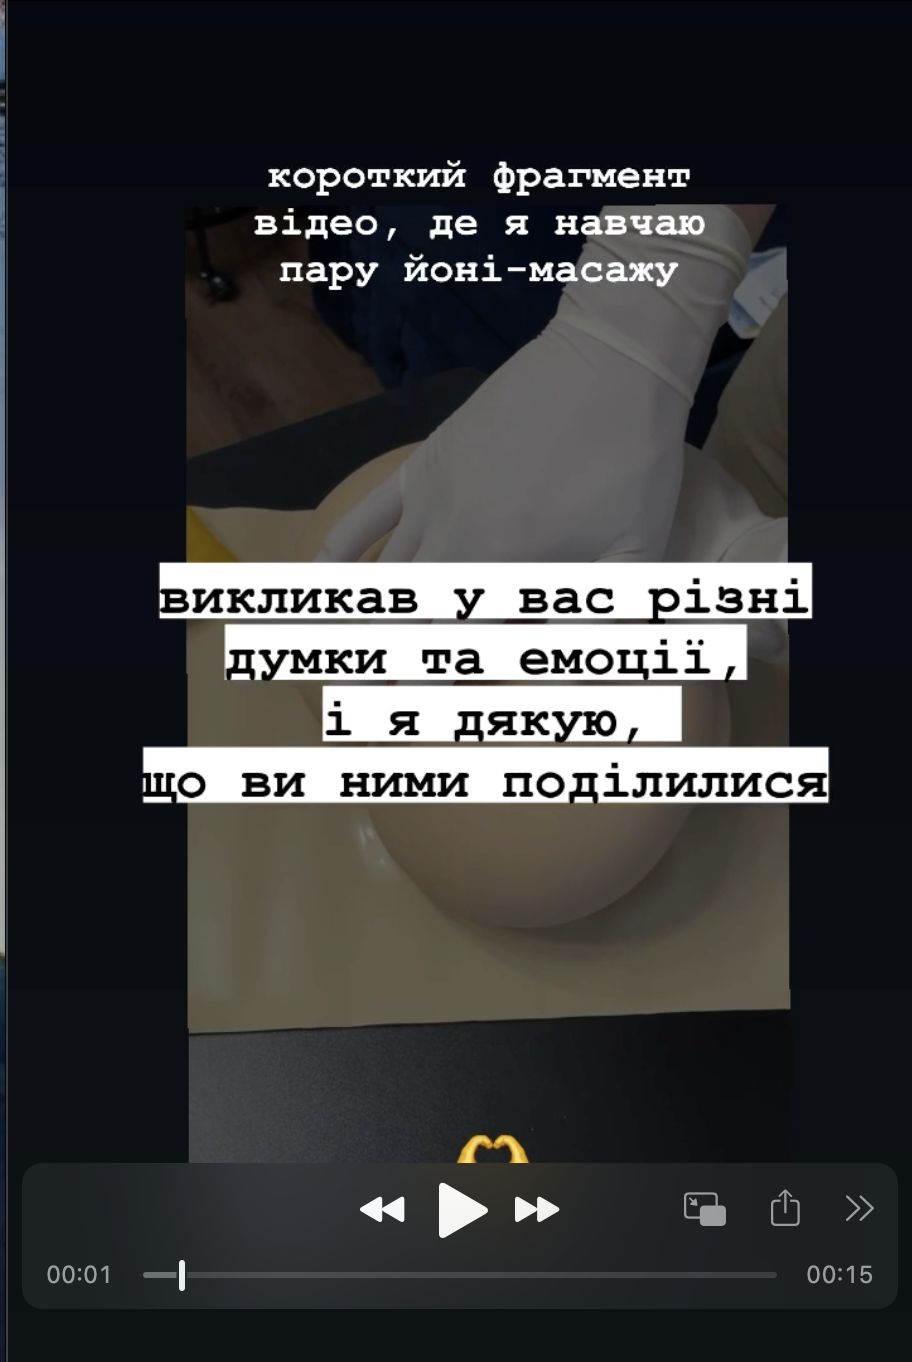 короткий фрагмент
відео, де я навчаю
пару йоні-масажу
викликав у вас різні
думки та емоції,
і я дякую,
що ви ними поділилися
00:01
00:15